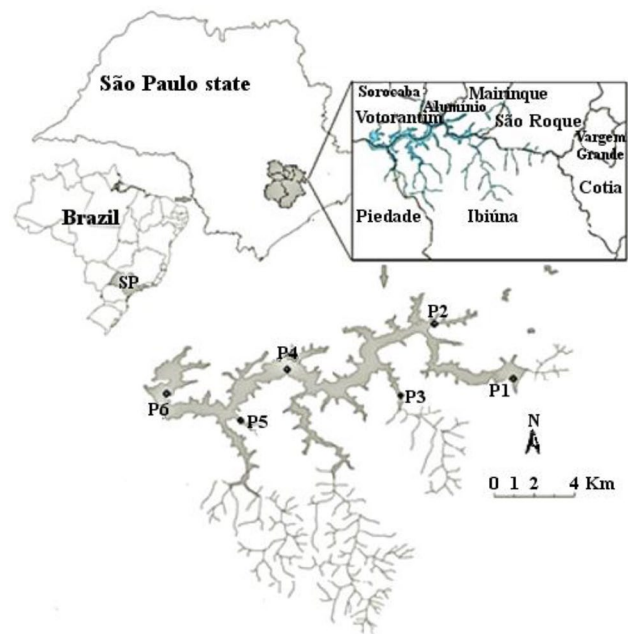 São Paulo state
Brazil
SP
Sorocaba
Mairinque
Alumínio
Votorantim
São Roque
Vargem
Grande
Cotia
Piedade
Ibiúna
P2
P4
P1
P3
P6
P5
N
0 1 2 4 Km